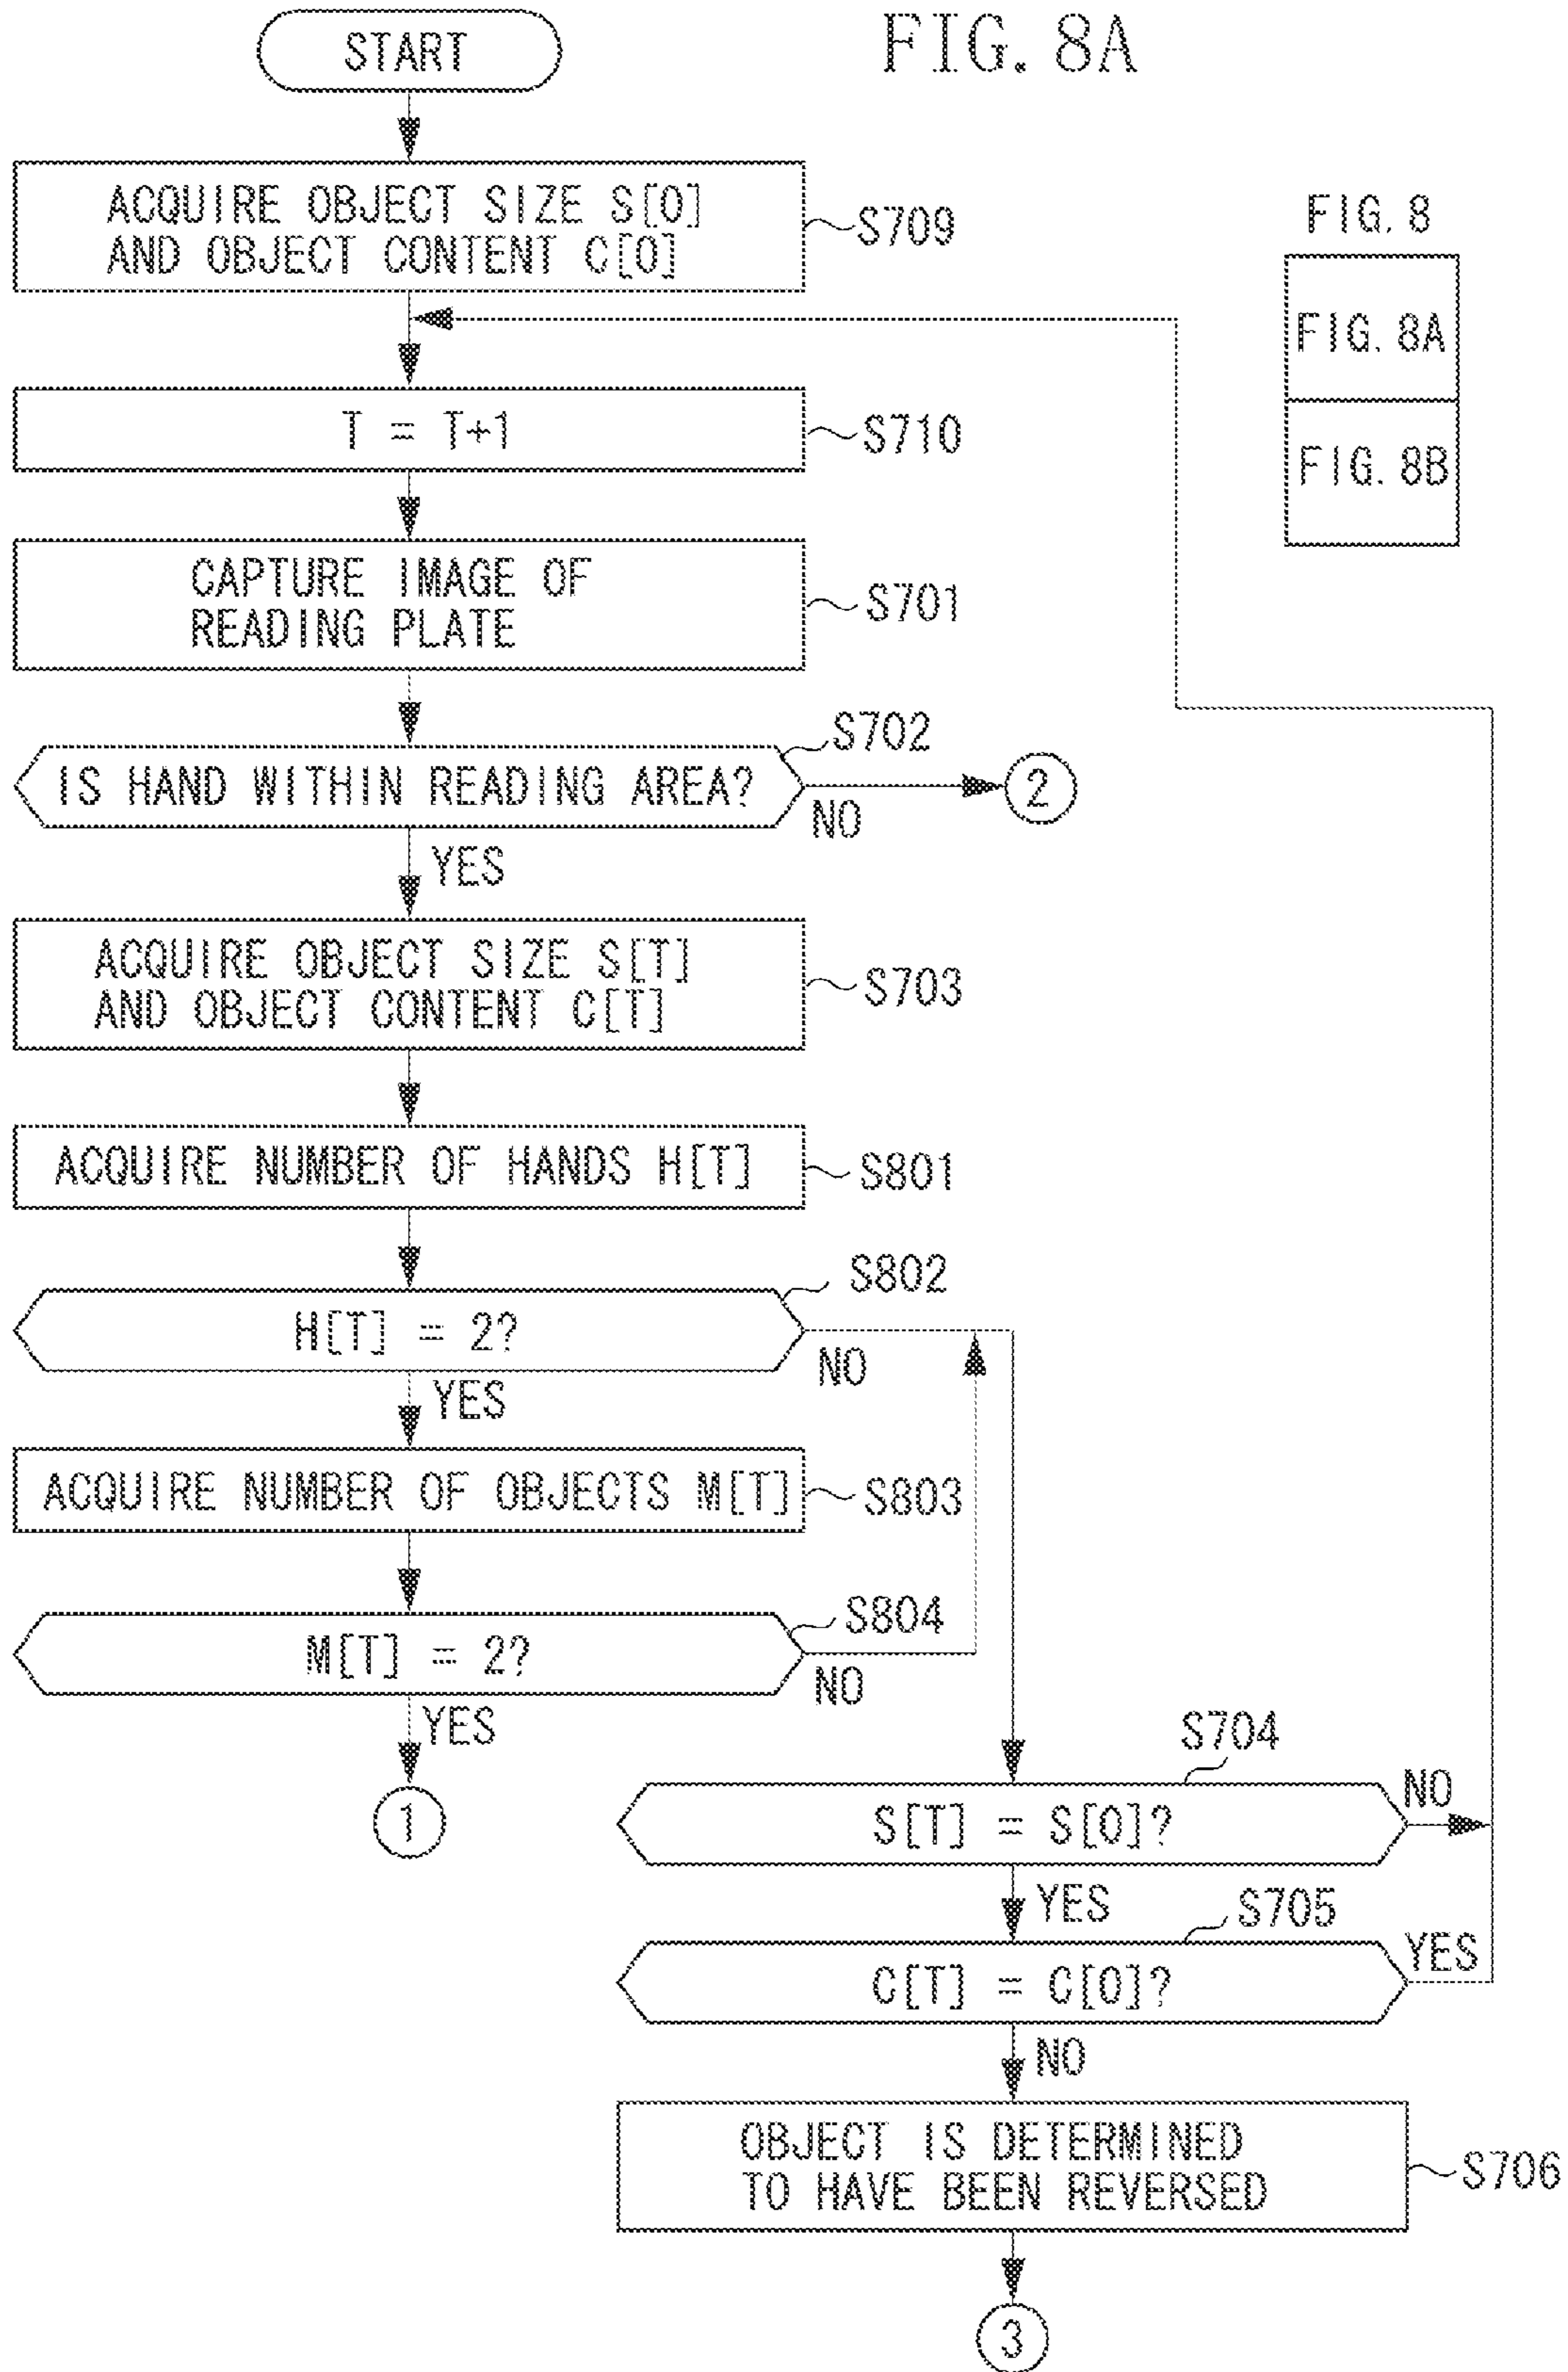 FIG. 8A
START
ACQUIRE OBJECT SIZE S[0]
AND OBJECT CONTENT C[0]
S709
FIG. 8
FIG. 8A
FIG. 8B
T = T+1
S710
CAPTURE IMAGE OF
READING PLATE
S701
S702
IS HAND WITHIN READING AREA?
NO
2
YES
ACQUIRE OBJECT SIZE S[T]
AND OBJECT CONTENT C[T]
S703
ACQUIRE NUMBER OF HANDS H[T]
S801
S802
H[T] = 2?
NO
YES
ACQUIRE NUMBER OF OBJECTS M[T]
S803
S804
M[T] = 2?
NO
YES
1
S704
S[T] = S[0]?
NO
YES
S705
C[T] = C[0]?
YES
NO
OBJECT IS DETERMINED
TO HAVE BEEN REVERSED
S706
3